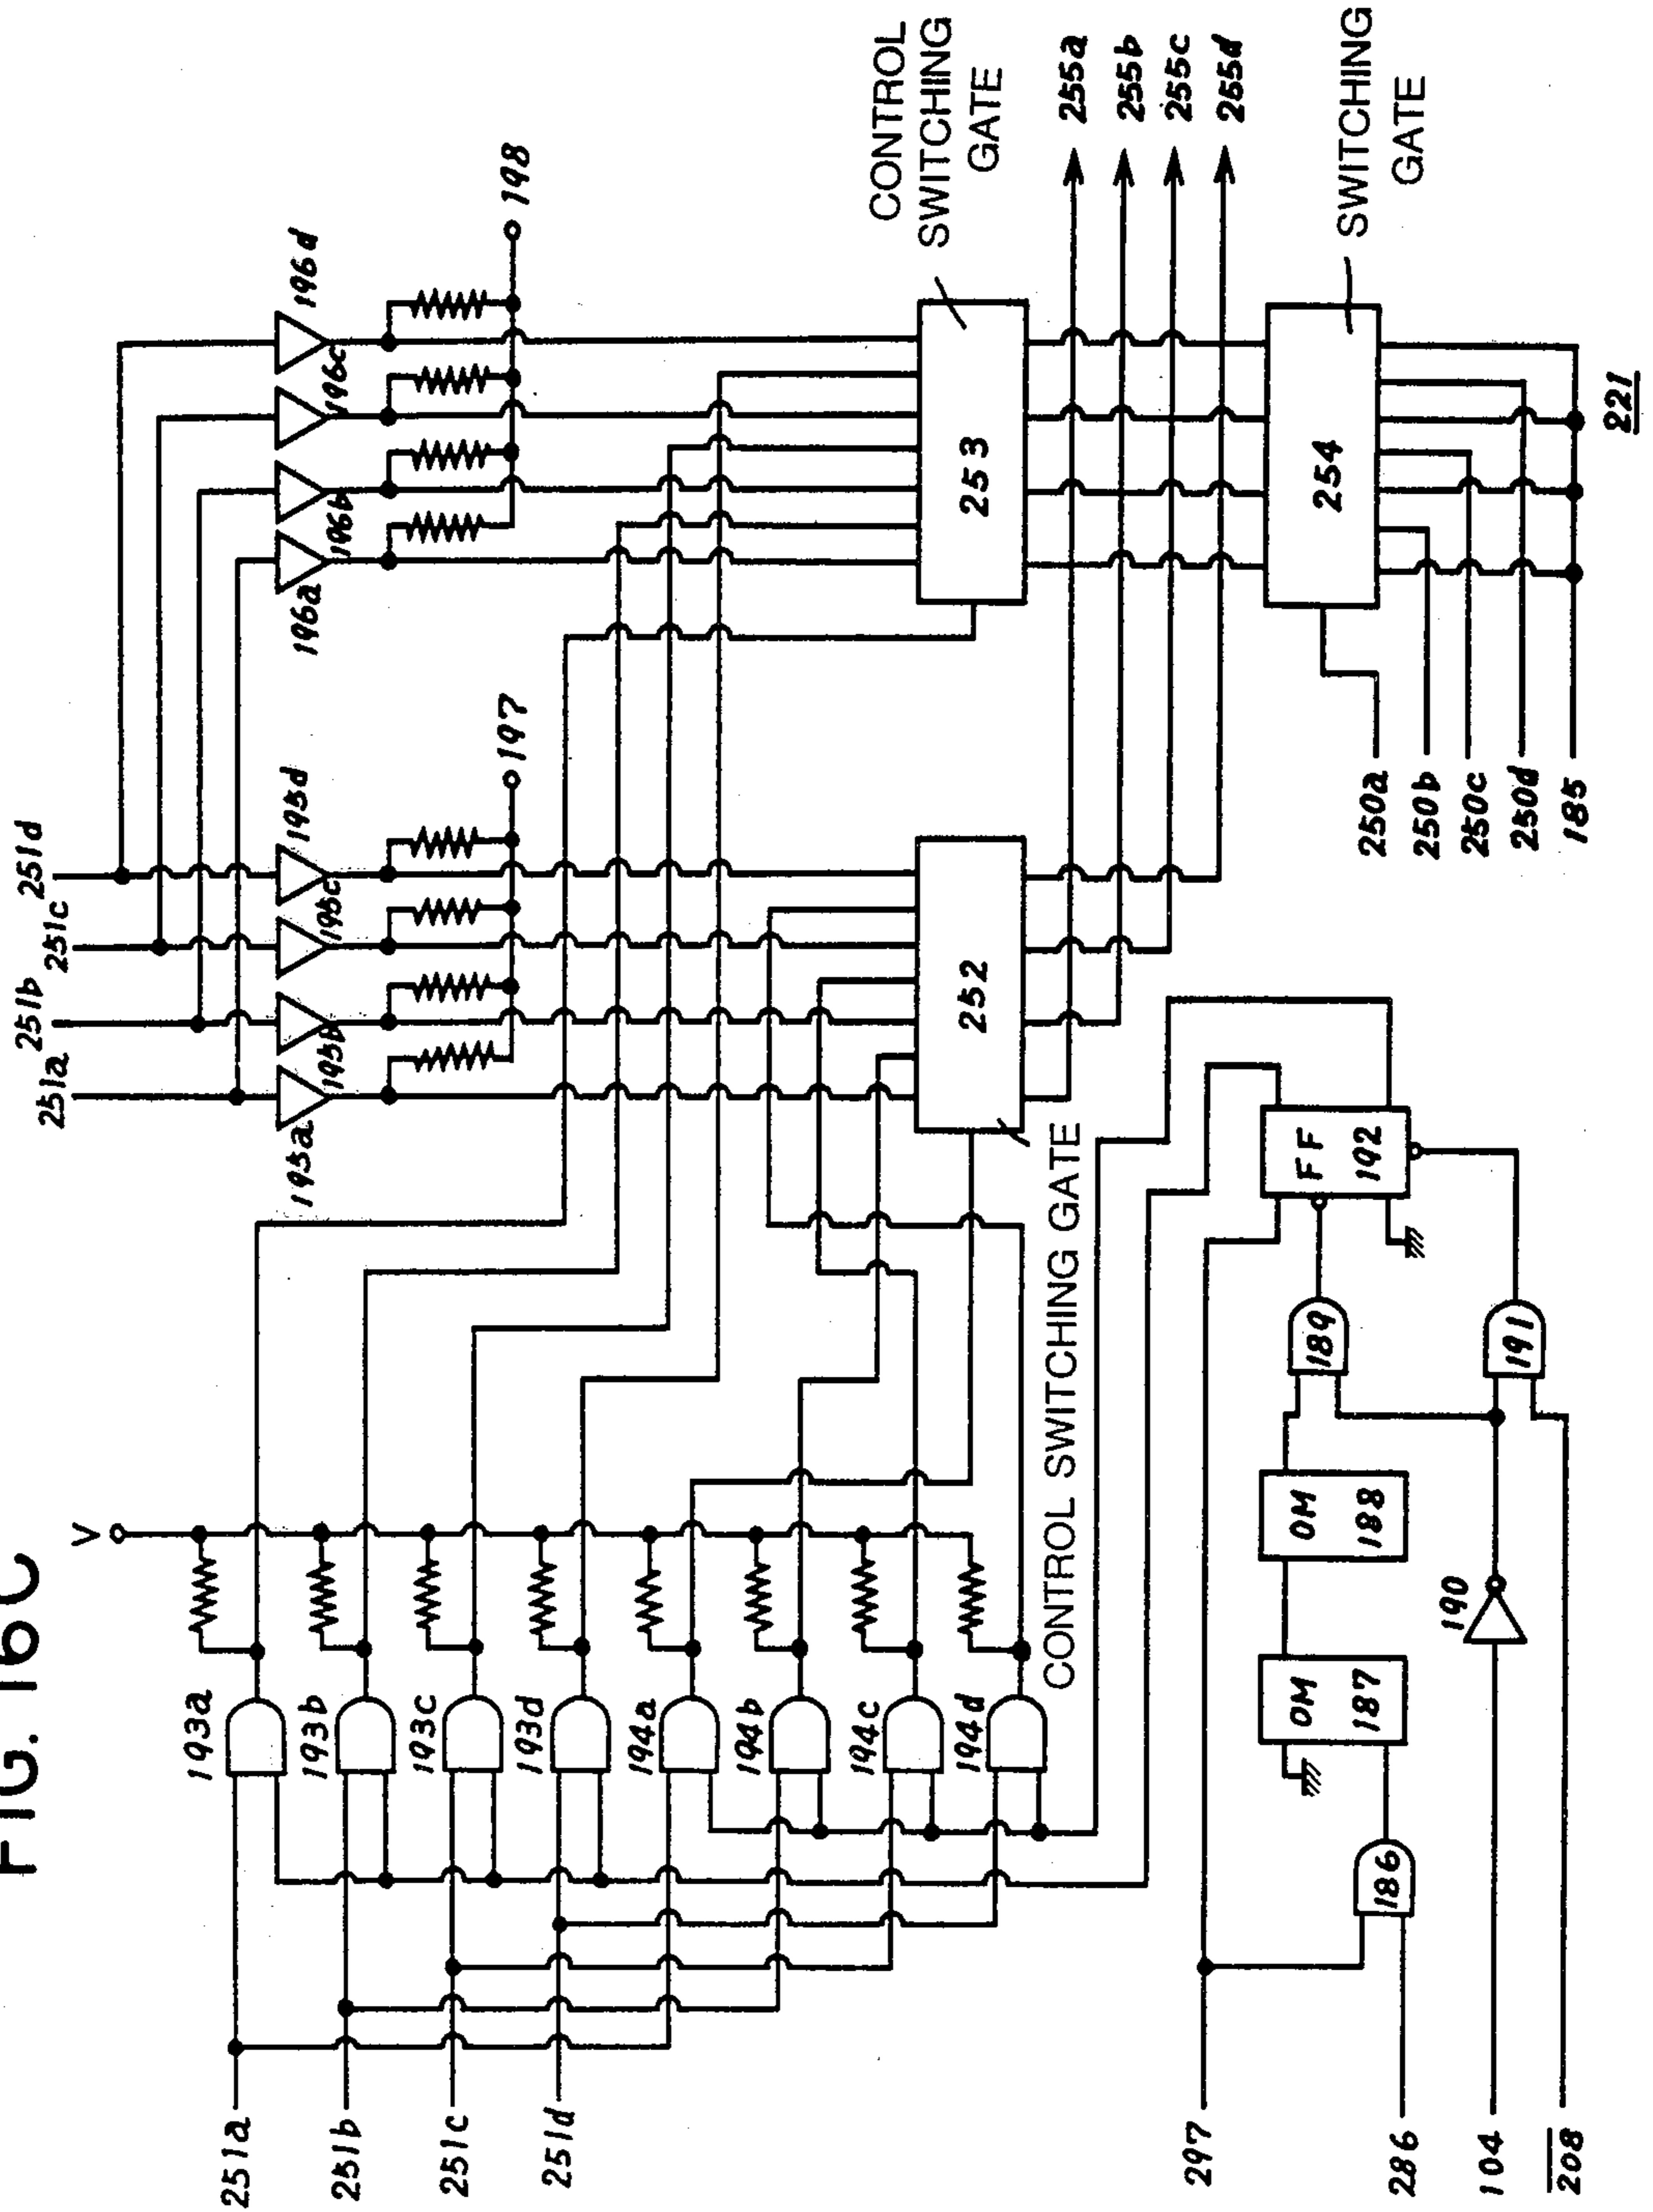 FIG. 16C
251a
251b
251c
251d
V
193a
193b
193c
193d
194a
194b
194c
194d
251a
251b
251c
251d
195a
195b
195c
195d
196a
196b
196c
196d
197
198
CONTROL SWITCHING GATE
252
CONTROL
SWITCHING
GATE
253
255a
255b
255c
255d
SWITCHING
GATE
254
250a
250b
250c
250d
185
221
297
286
104
208
186
OM
187
OM
188
189
190
191
FF
192